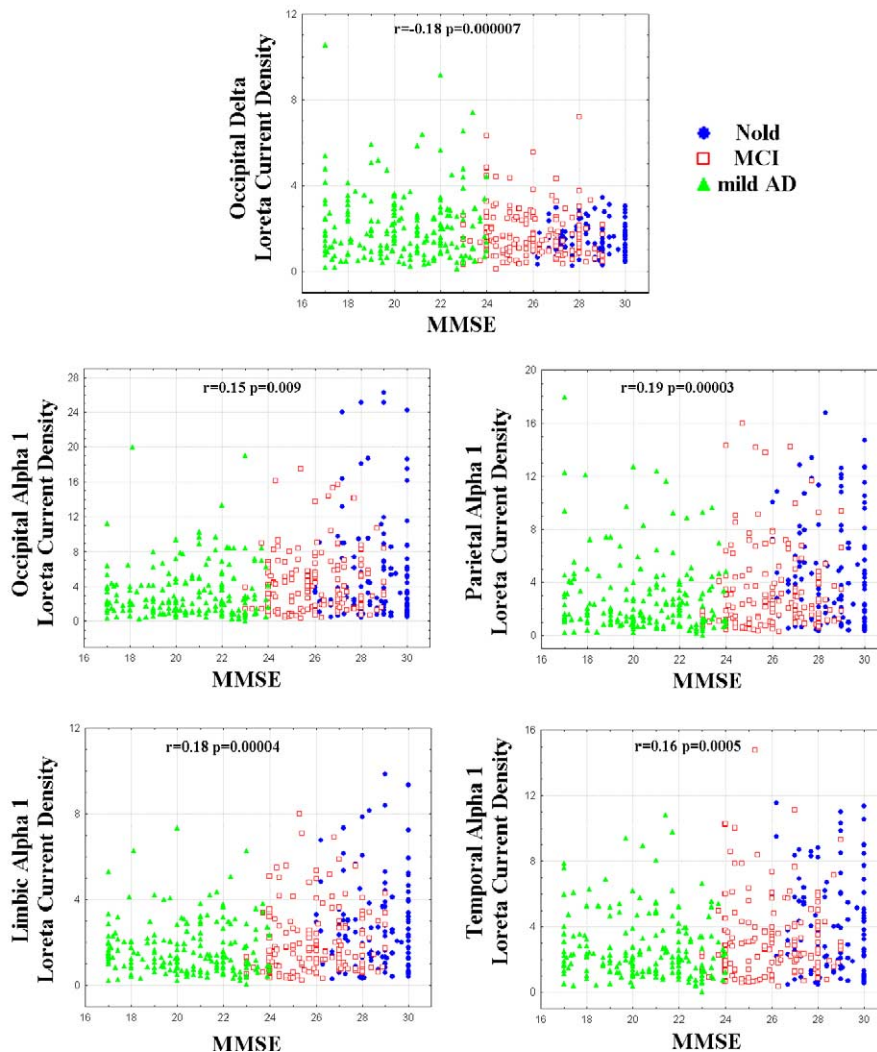 r=-0.18 p=0.000007
Occipital Delta
Loreta Current Density
12
8
4
0
16 18 20 22 24 26 28 30
MMSE
Nold
MCI
mild AD
r=0.15 p=0.009
Occipital Alpha 1
Loreta Current Density
28
24
20
16
12
8
4
0
16 18 20 22 24 26 28 30
MMSE
r=0.19 p=0.00003
Parietal Alpha 1
Loreta Current Density
20
16
12
8
4
0
16 18 20 22 24 26 28 30
MMSE
r=0.18 p=0.00004
Limbic Alpha 1
Loreta Current Density
12
8
4
0
16 18 20 22 24 26 28 30
MMSE
r=0.16 p=0.0005
Temporal Alpha 1
Loreta Current Density
16
12
8
4
0
16 18 20 22 24 26 28 30
MMSE